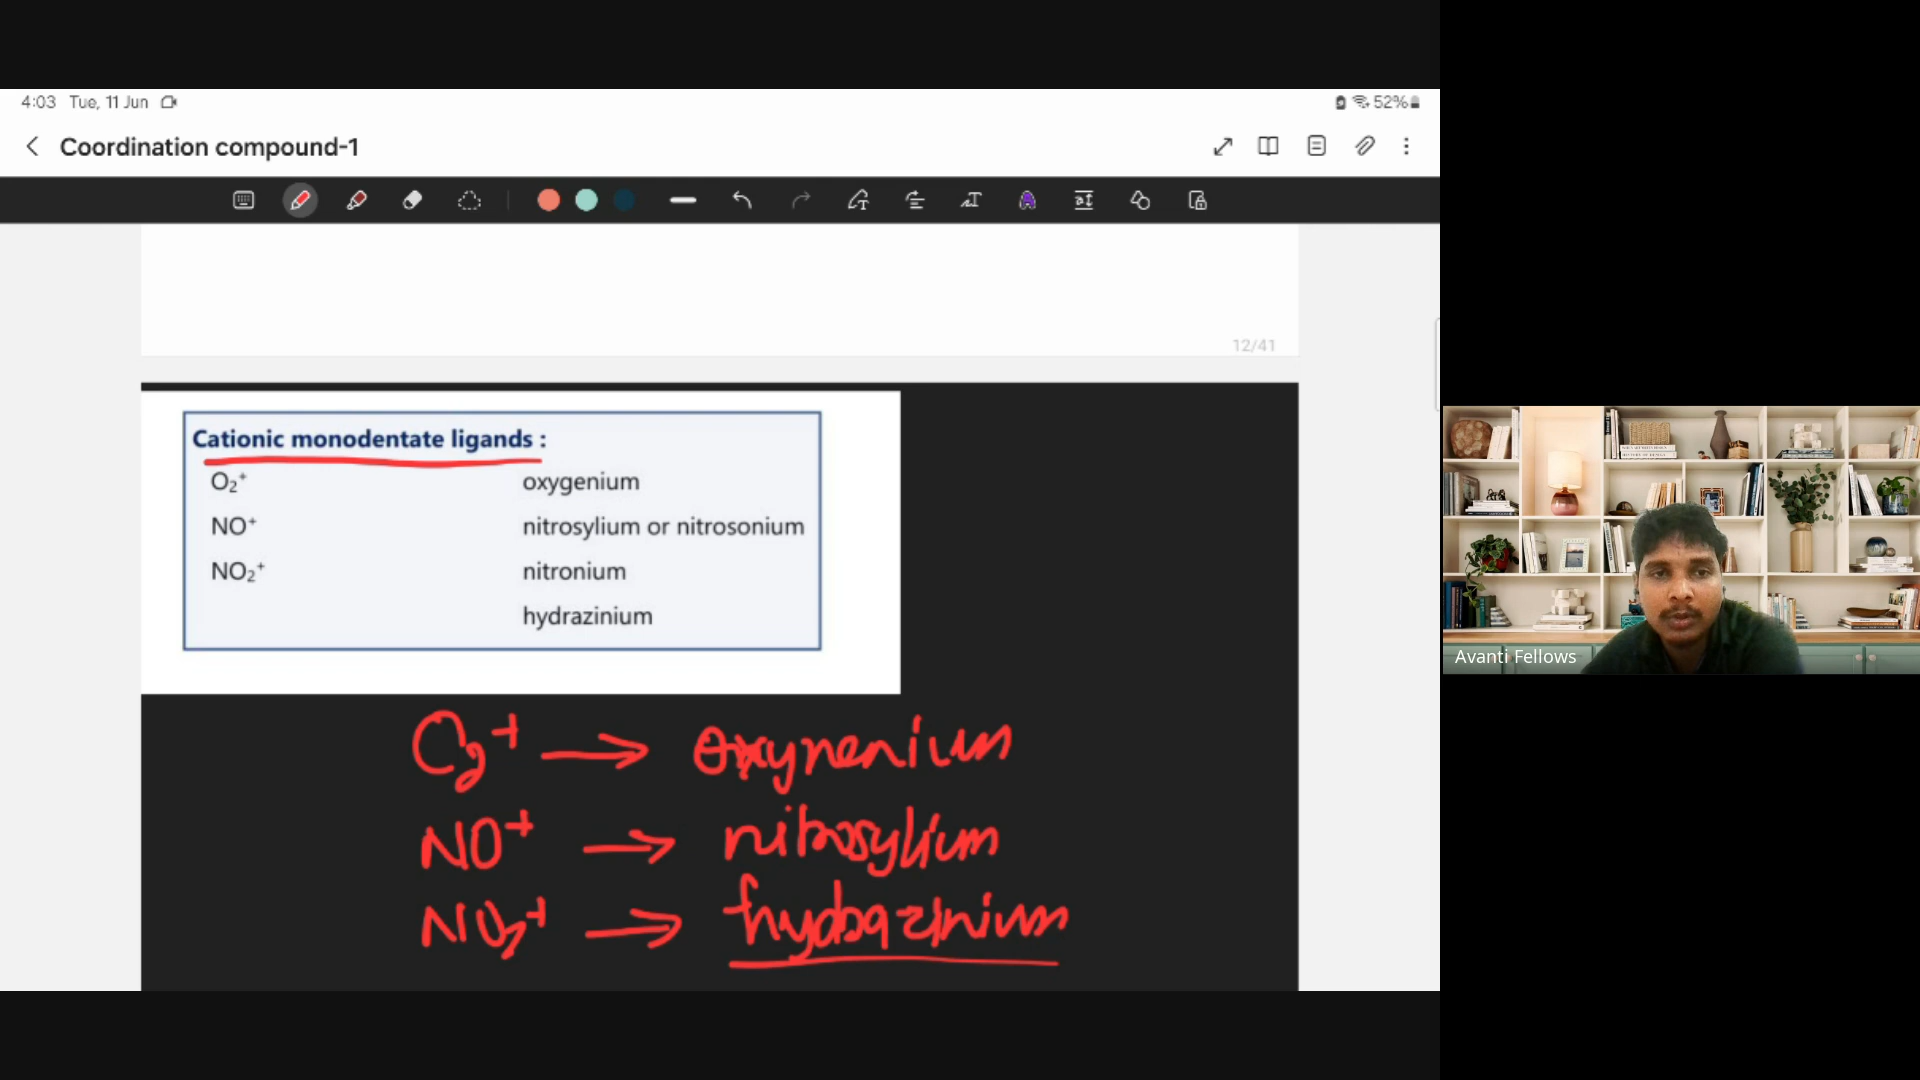 4:03 Tue, 11 Jun 52%
Coordination compound-1
12/41
Cationic monodentate ligands :
O₂⁺ oxygenium
NO⁺ nitrosylium or nitrosonium
NO₂⁺ nitronium
hydrazinium
O₂⁺ → oxynenium
NO⁺ → nitrosylium
NO₂⁺ → hydrazinium
Avanti Fellows